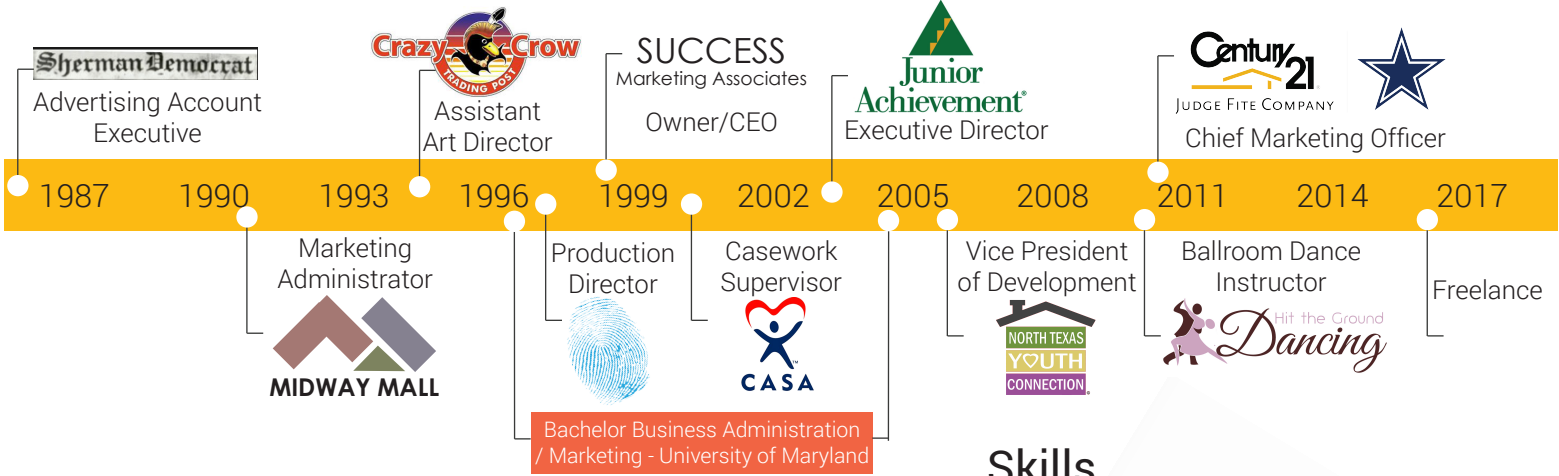 Sherman Democrat
Advertising Account
Executive
Crazy Crow
TRADING POST
Assistant
Art Director
SUCCESS
Marketing Associates
Owner/CEO
Junior
Achievement®
Executive Director
Century 21
JUDGE FITE COMPANY
Chief Marketing Officer
1987 1990 1993 1996 1999 2002 2005 2008 2011 2014 2017
Marketing
Administrator
MIDWAY MALL
Production
Director
Casework
Supervisor
CASA
Vice President
of Development
NORTH TEXAS
YOUTH
CONNECTION
Ballroom Dance
Instructor
Hit the Ground
Dancing
Freelance
Bachelor Business Administration
/ Marketing - University of Maryland
Skills